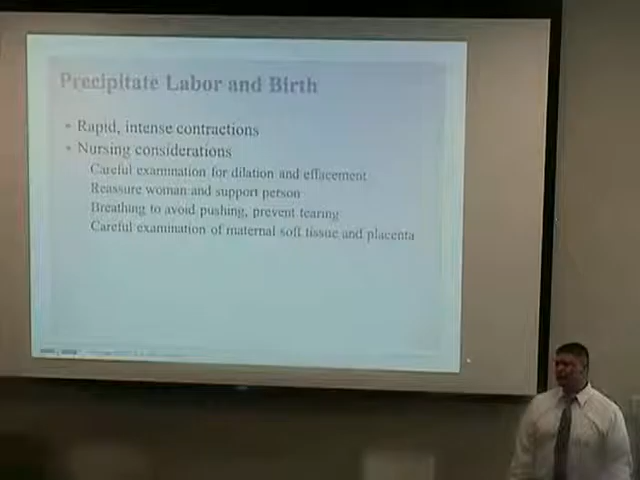 Precipitate Labor and Birth
Rapid, intense contractions
Nursing considerations
Careful examination for dilation and effacement
Reassure woman and support person
Breathing to avoid pushing, prevent tearing
Careful examination of maternal soft tissue and placenta